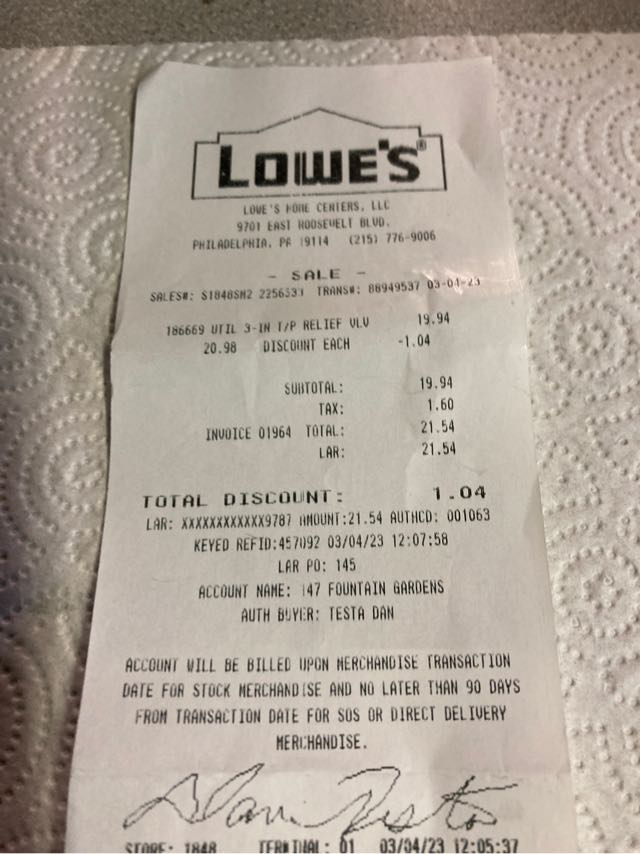 LOWE'S®
LOWE'S HOME CENTERS, LLC
9701 EAST ROOSEVELT BLVD.
PHILADELPHIA, PA 19114 (215) 776-9006
- SALE -
SALES#: S1848SM2 2256533 TRANS#: 88949537 03-04-23
186669 UTIL 3-IN T/P RELIEF VLV 19.94
20.98 DISCOUNT EACH -1.04
SUBTOTAL: 19.94
TAX: 1.60
INVOICE 01964 TOTAL: 21.54
LAR: 21.54
TOTAL DISCOUNT: 1.04
LAR: XXXXXXXXXXXX9787 AMOUNT:21.54 AUTHCD: 001063
KEYED REFID:457092 03/04/23 12:07:58
LAR PO: 145
ACCOUNT NAME: 147 FOUNTAIN GARDENS
AUTH BUYER: TESTA DAN
ACCOUNT WILL BE BILLED UPON MERCHANDISE TRANSACTION
DATE FOR STOCK MERCHANDISE AND NO LATER THAN 90 DAYS
FROM TRANSACTION DATE FOR SOS OR DIRECT DELIVERY
MERCHANDISE.
Dan Testa
STORE: 1848 TERMINAL: 01 03/04/23 12:05:37